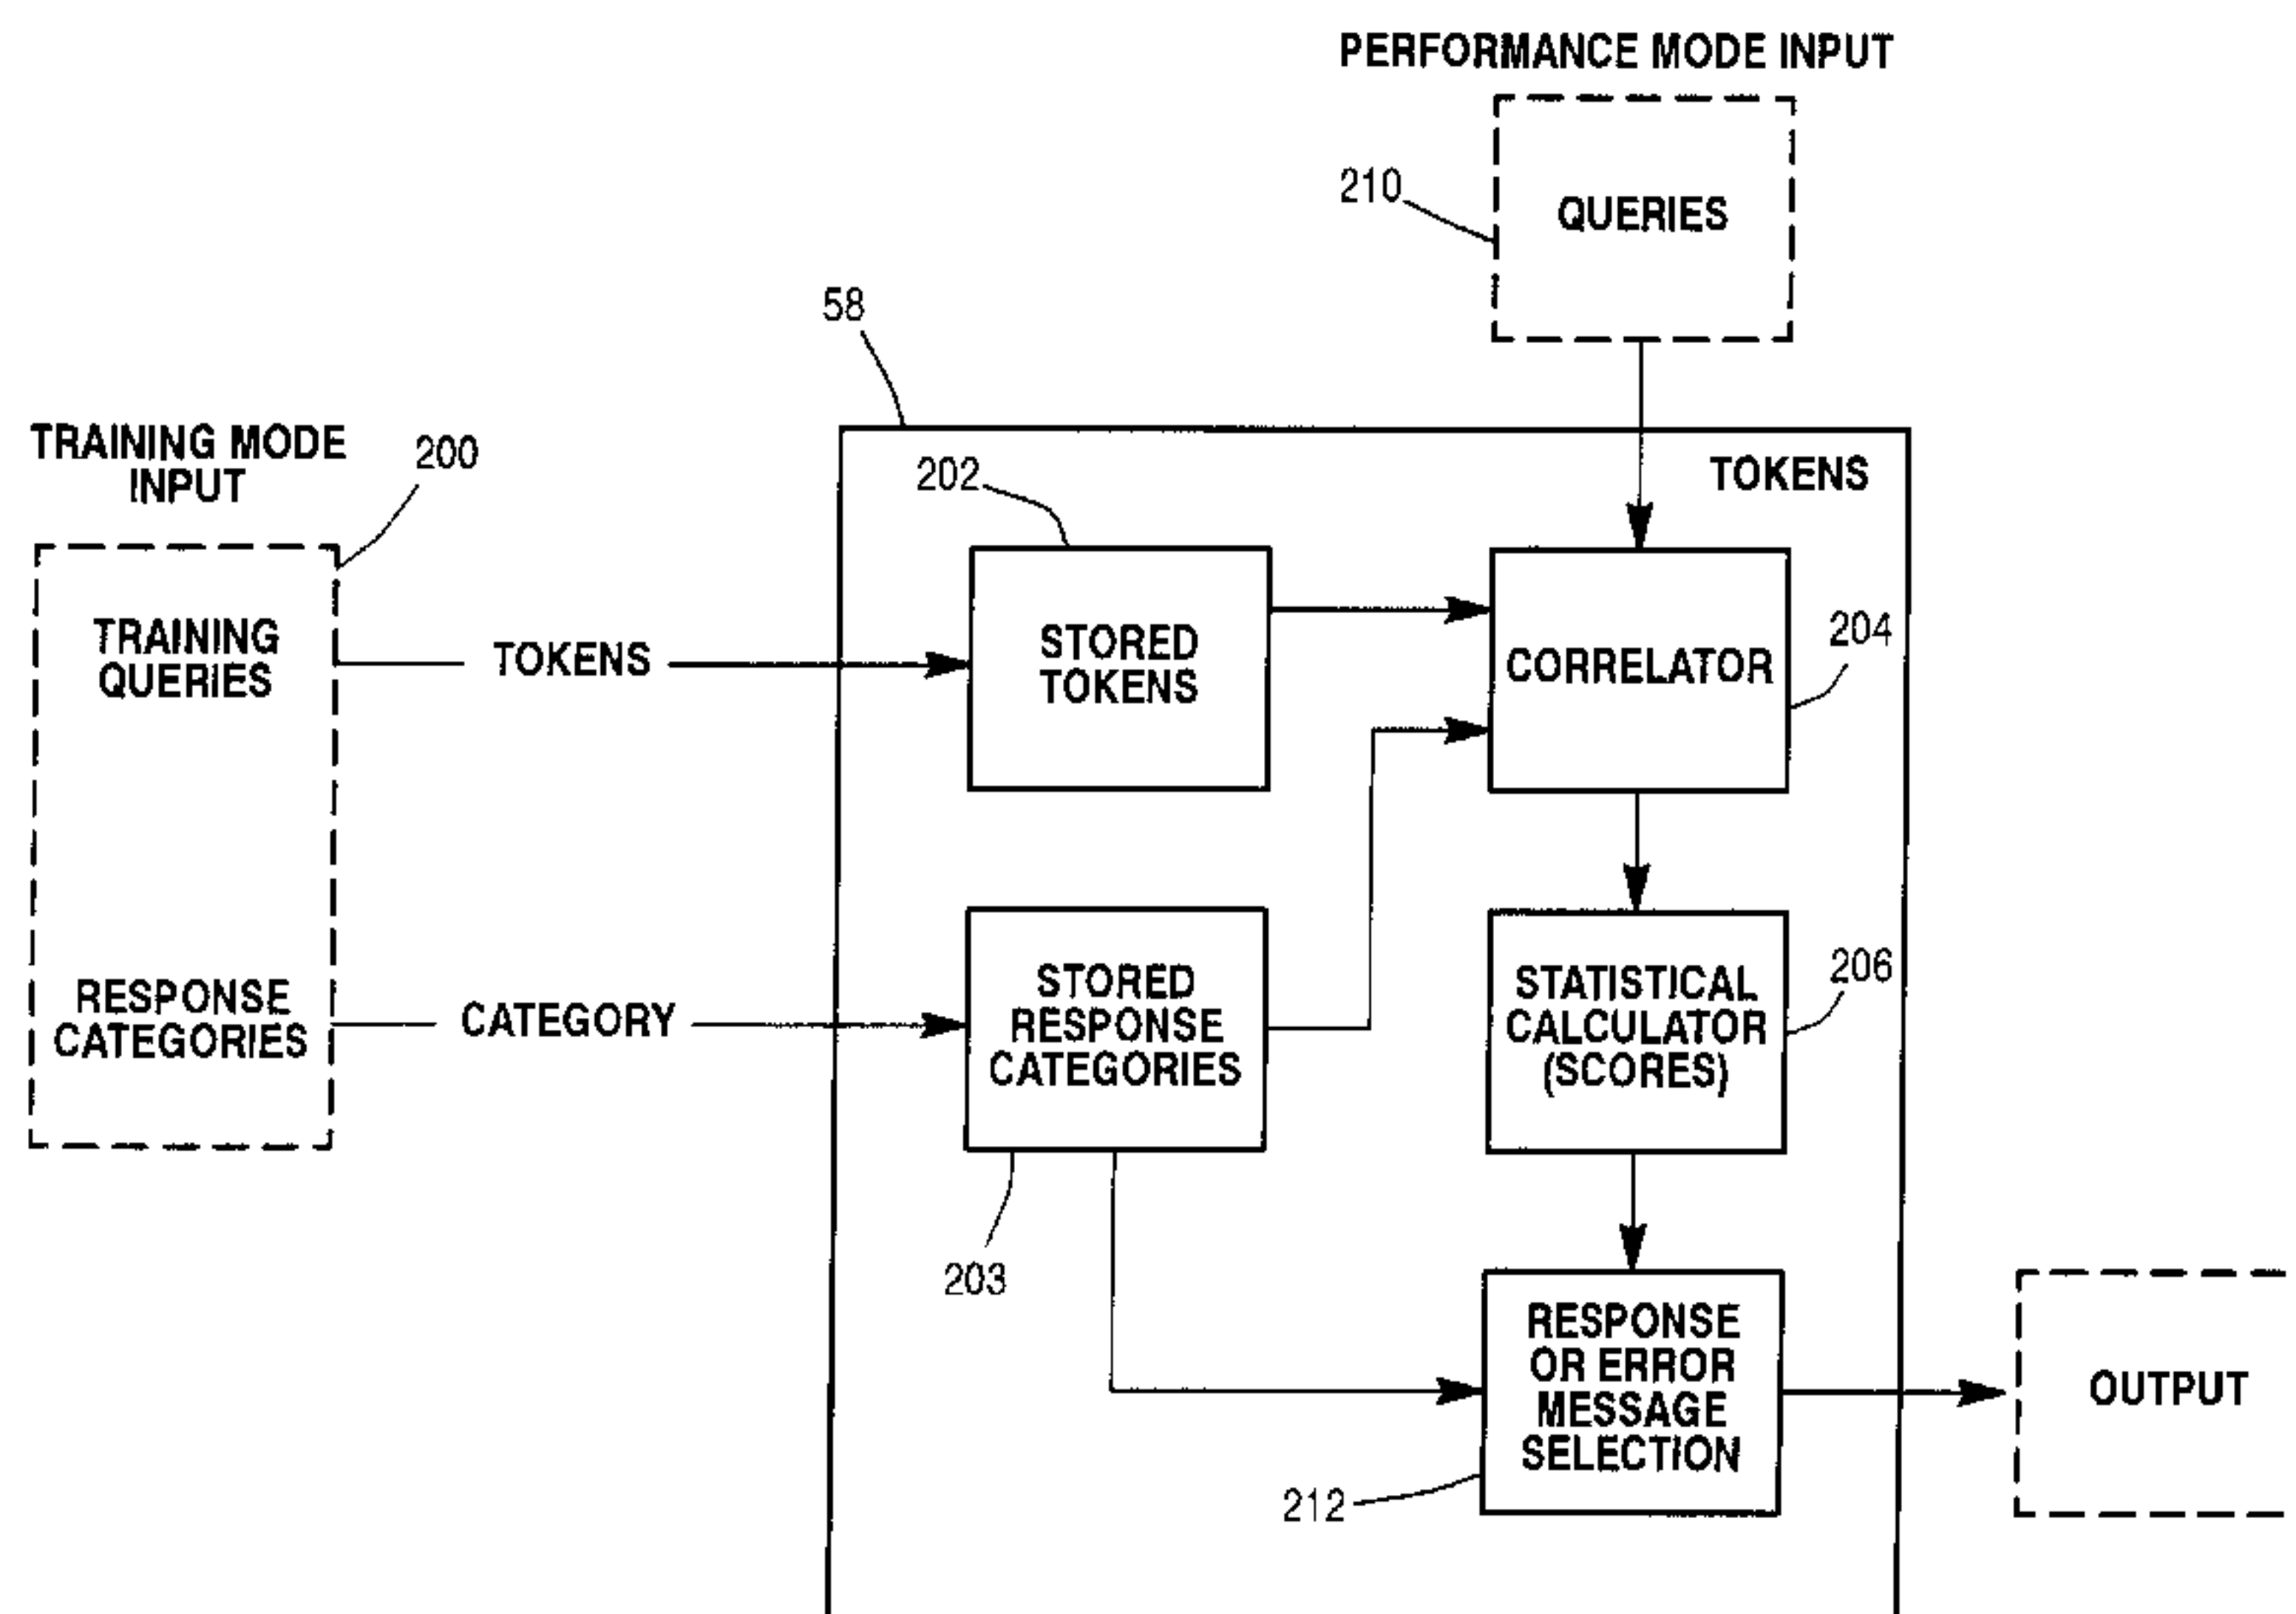 PERFORMANCE MODE INPUT
210
QUERIES
58
TRAINING MODE
INPUT
200
202
TOKENS
TRAINING
QUERIES
TOKENS
STORED
TOKENS
CORRELATOR
204
RESPONSE
CATEGORIES
CATEGORY
STORED
RESPONSE
CATEGORIES
STATISTICAL
CALCULATOR
(SCORES)
206
203
RESPONSE
OR ERROR
MESSAGE
SELECTION
212
OUTPUT